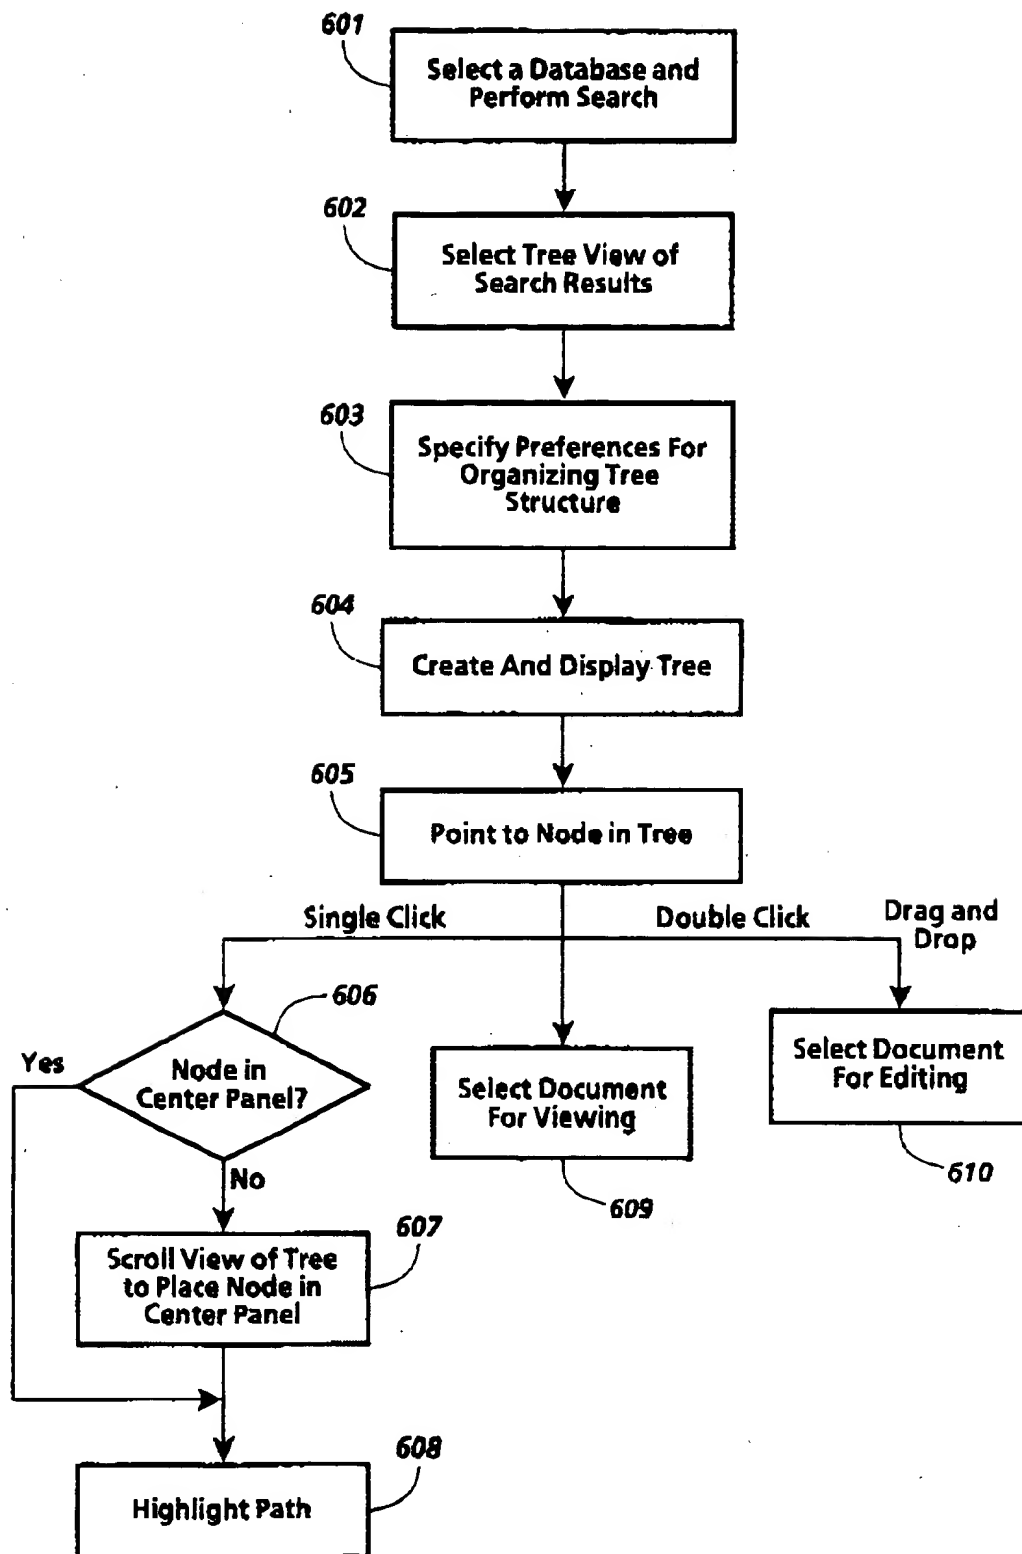 601
Select a Database and
Perform Search
602
Select Tree View of
Search Results
603
Specify Preferences For
Organizing Tree
Structure
604
Create And Display Tree
605
Point to Node in Tree
Single Click
Double Click
Drag and
Drop
606
Yes
Node in
Center Panel?
No
Select Document
For Viewing
609
Select Document
For Editing
610
607
Scroll View of Tree
to Place Node in
Center Panel
608
Highlight Path